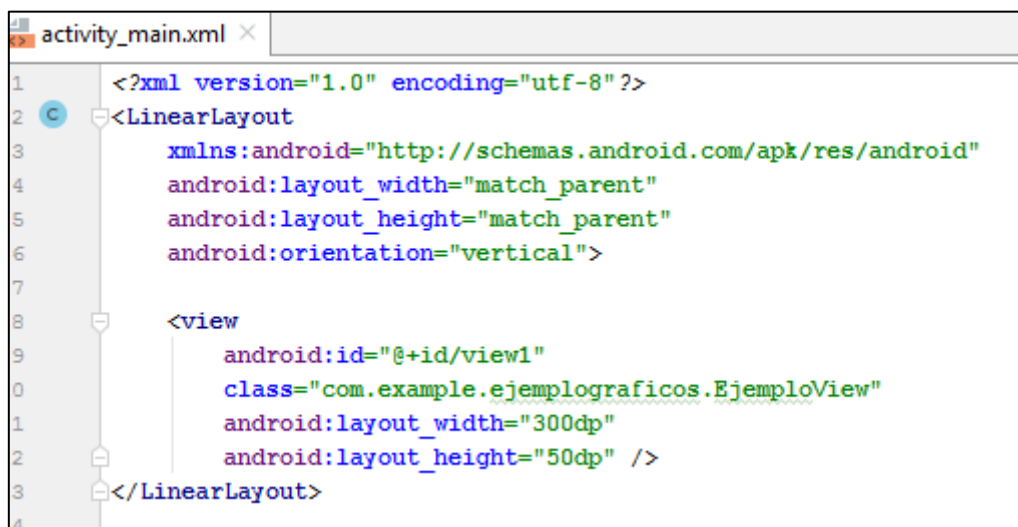 activity_main.xml
1 <?xml version="1.0" encoding="utf-8"?>
2 C <LinearLayout
3 xmlns:android="http://schemas.android.com/apk/res/android"
4 android:layout_width="match_parent"
5 android:layout_height="match_parent"
6 android:orientation="vertical">
7
8 <view
9 android:id="@+id/view1"
0 class="com.example.ejemplograficos.EjemploView"
1 android:layout_width="300dp"
2 android:layout_height="50dp" />
3 </LinearLayout>
4